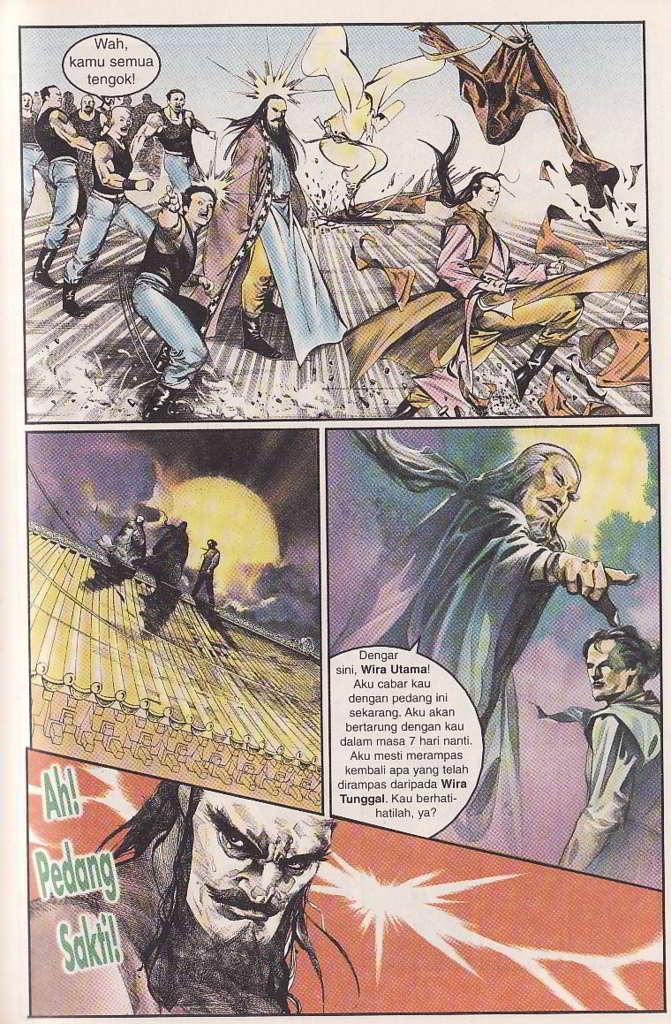 Wah,
kamu semua
tengok!
Dengar
sini, Wira Utama!
Aku cabar kau
dengan pedang ini
sekarang. Aku akan
bertarung dengan kau
dalam masa 7 hari nanti.
Aku mesti merampas
kembali apa yang telah
dirampas daripada Wira
Tunggal. Kau berhati-
hatilah, ya?
Ah!
Pedang
Sakti!